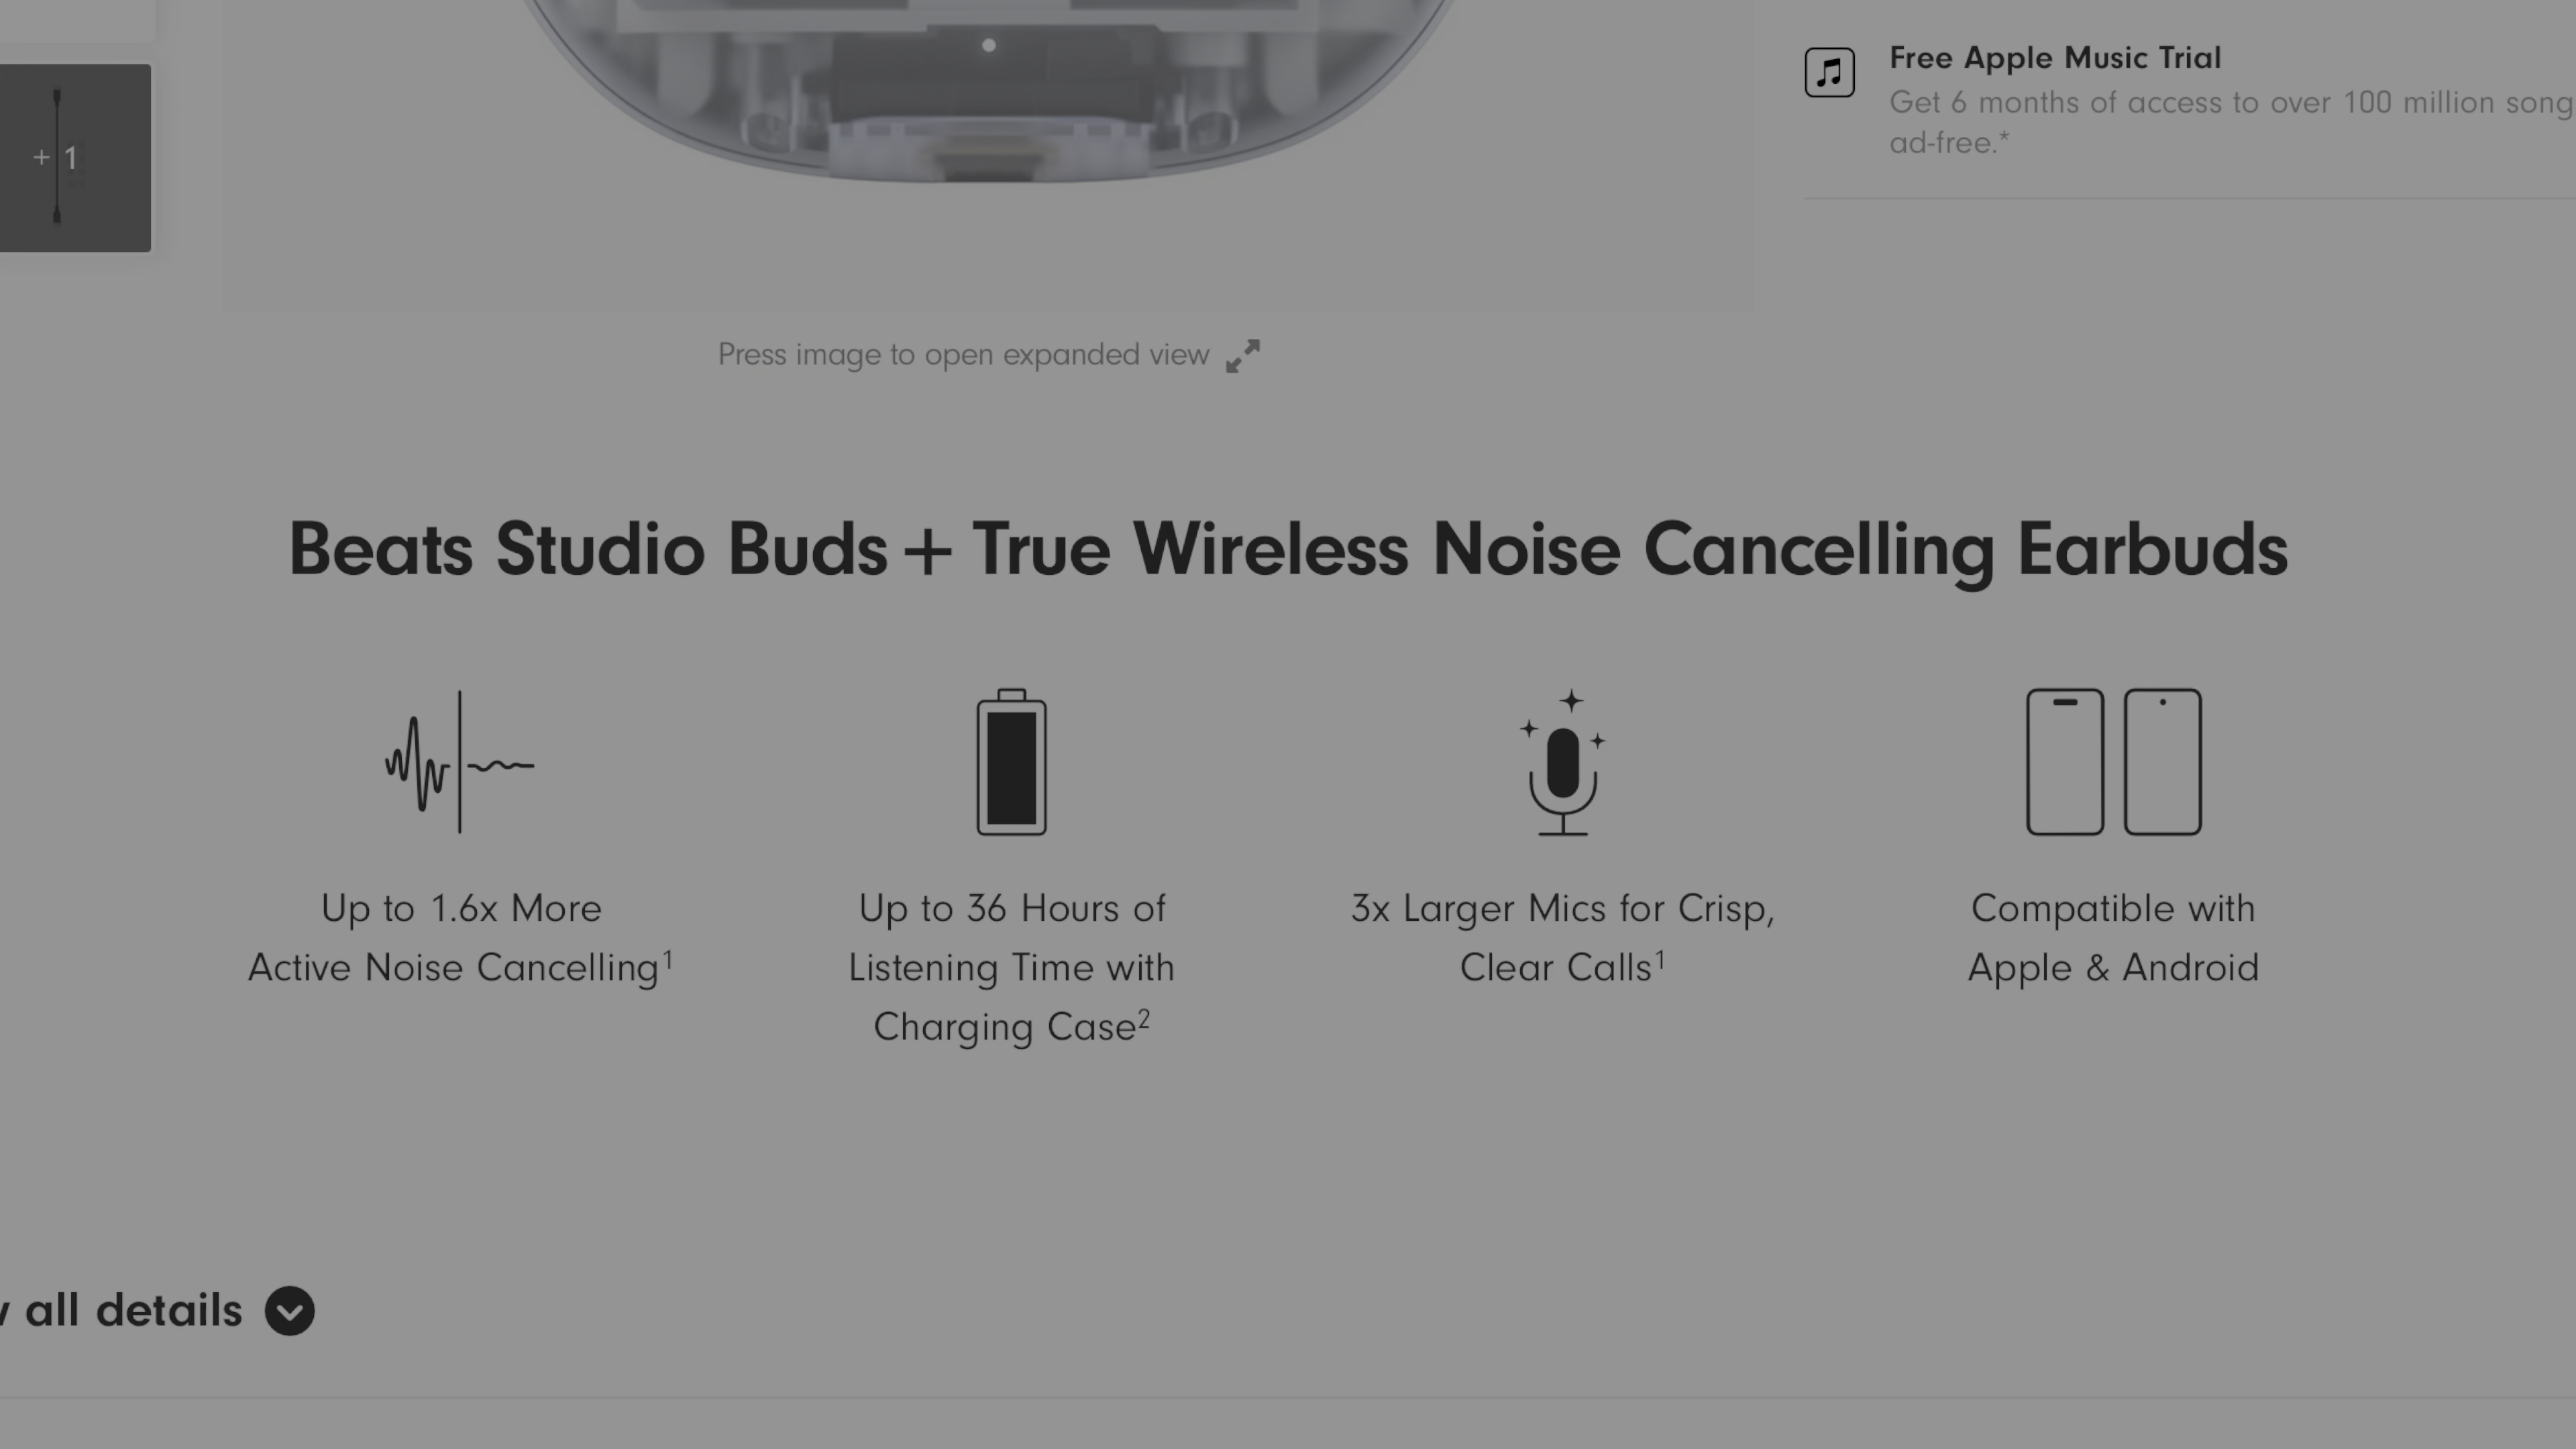 + 1
Free Apple Music Trial
Get 6 months of access to over 100 million song
ad-free.*
Press image to open expanded view
Beats Studio Buds + True Wireless Noise Cancelling Earbuds
Up to 1.6x More
Active Noise Cancelling¹
Up to 36 Hours of
Listening Time with
Charging Case²
3x Larger Mics for Crisp,
Clear Calls¹
Compatible with
Apple & Android
all details